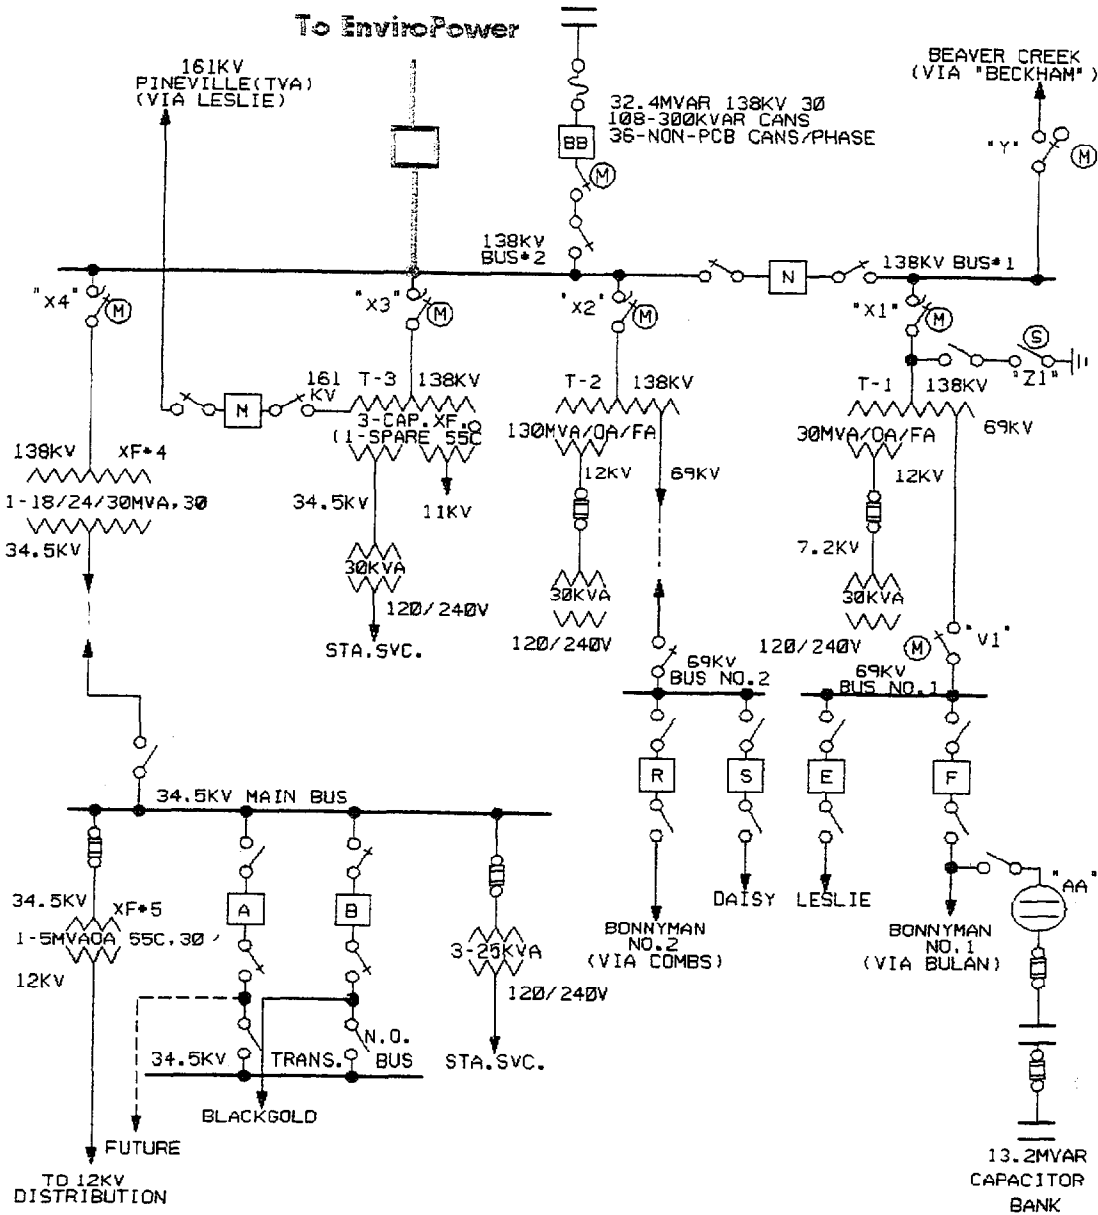 To EnviroPower
161KV
PINEVILLE(TVA)
(VIA LESLIE)
BEAVER CREEK
(VIA "BECKHAM")
32.4MVAR 138KV 30
108-300KVAR CANS
36-NON-PCB CANS/PHASE
BB
M
"Y"
M
138KV
BUS#2
N
138KV BUS#1
"X4"
M
"X3"
M
"X2"
M
"X1"
M
S
"Z1"
M
161
KV
T-3
138KV
T-2
138KV
T-1
138KV
69KV
3-CAP.XF.Ø
(1-SPARE 55C
130MVA/OA/FA
30MVA/OA/FA
138KV
XF#4
1-18/24/30MVA,30
34.5KV
34.5KV
11KV
12KV
69KV
12KV
7.2KV
30KVA
120/240V
STA.SVC.
30KVA
120/240V
30KVA
120/240V
M
"V1"
69KV
BUS NO.2
69KV
BUS NO.1
R
S
E
F
34.5KV MAIN BUS
A
B
"AA"
34.5KV
XF#5
1-5MVAOA 55C,30
12KV
3-25KVA
120/240V
STA.SVC.
BONNYMAN
NO.2
(VIA COMBS)
DAISY
LESLIE
BONNYMAN
NO.1
(VIA BULAN)
N.O.
34.5KV
TRANS.
BUS
BLACKGOLD
FUTURE
TO 12KV
DISTRIBUTION
13.2MVAR
CAPACITOR
BANK